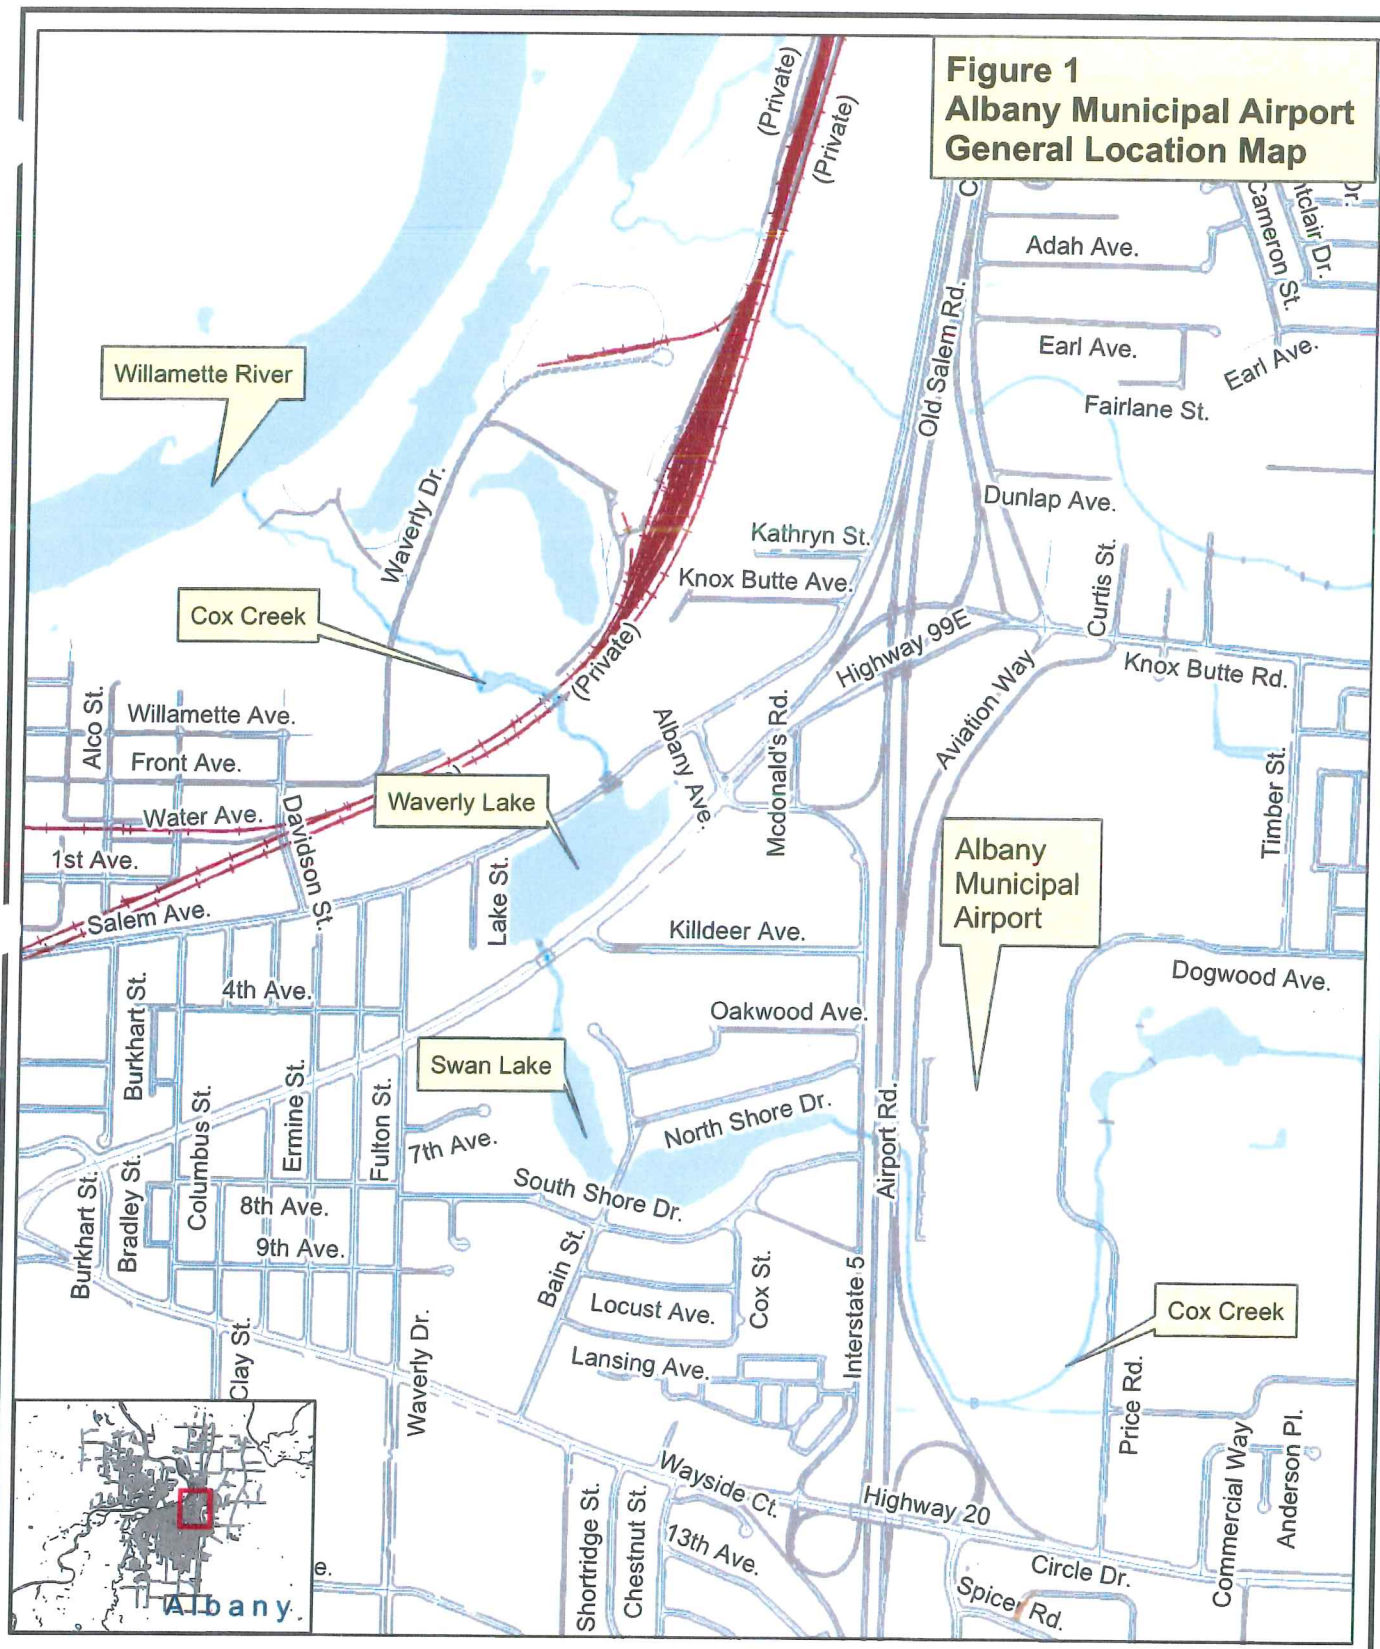 Figure 1
Albany Municipal Airport
General Location Map
(Private)
(Private)
C
Cameron St.
ntclair Dr.
Dr.
Adah Ave.
Old Salem Rd.
Earl Ave.
Earl Ave.
Willamette River
Fairlane St.
Waverly Dr.
Dunlap Ave.
Kathryn St.
Curtis St.
Knox Butte Ave.
Cox Creek
(Private)
Highway 99E
Knox Butte Rd.
Aviation Way
Alco St.
Willamette Ave.
Albany Ave.
Mcdonald's Rd.
Front Ave.
Timber St.
Waverly Lake
Water Ave.
Davidson St.
1st Ave.
Albany
Municipal
Airport
Lake St.
Salem Ave.
Killdeer Ave.
Dogwood Ave.
4th Ave.
Burkhart St.
Oakwood Ave.
Swan Lake
Columbus St.
Ermine St.
Fulton St.
North Shore Dr.
Airport Rd.
7th Ave.
Burkhart St.
Bradley St.
South Shore Dr.
8th Ave.
9th Ave.
Bain St.
Cox St.
Interstate 5
Locust Ave.
Cox Creek
Lansing Ave.
Clay St.
Waverly Dr.
Price Rd.
Commercial Way
Anderson Pl.
Wayside Ct.
Highway 20
Shortridge St.
Chestnut St.
13th Ave.
Circle Dr.
Spicer Rd.
e.
Albany